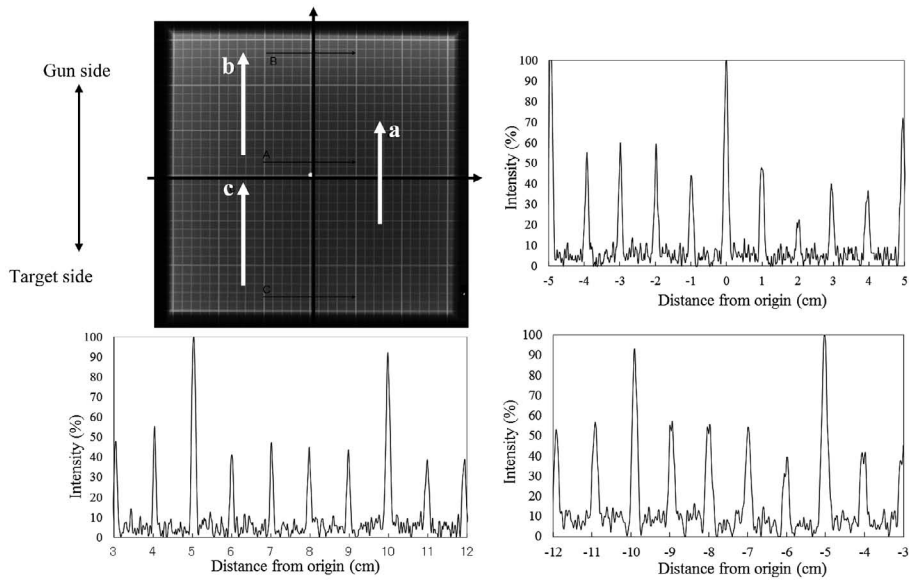 Gun side
Target side
b
B
a
A
c
C
Intensity (%)
100
90
80
70
60
50
40
30
20
10
0
-5 -4 -3 -2 -1 0 1 2 3 4 5
Distance from origin (cm)
Intensity (%)
100
90
80
70
60
50
40
30
20
10
0
3 4 5 6 7 8 9 10 11 12
Distance from origin (cm)
Intensity (%)
100
90
80
70
60
50
40
30
20
10
0
-12 -11 -10 -9 -8 -7 -6 -5 -4 -3
Distance from origin (cm)